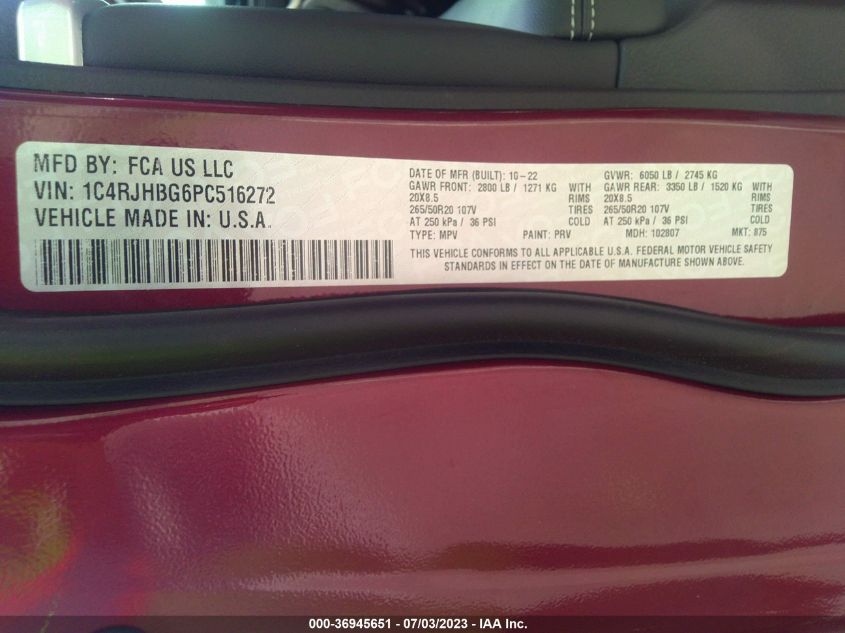 MFD BY: FCA US LLC
VIN: 1C4RJHBG6PC516272
VEHICLE MADE IN: U.S.A.
DATE OF MFR (BUILT): 10-22
GAWR FRONT: 2800 LB / 1271 KG WITH
20X8.5 RIMS
265/50R20 107V TIRES
AT 250 kPa / 36 PSI COLD
TYPE: MPV PAINT: PRV
GVWR: 6050 LB / 2745 KG
GAWR REAR: 3350 LB / 1520 KG WITH
20X8.5 RIMS
265/50R20 107V TIRES
AT 250 kPa / 36 PSI COLD
MDH: 102807 MKT: 875
THIS VEHICLE CONFORMS TO ALL APPLICABLE U.S.A. FEDERAL MOTOR VEHICLE SAFETY
STANDARDS IN EFFECT ON THE DATE OF MANUFACTURE SHOWN ABOVE.
000-36945651 - 07/03/2023 - IAA Inc.